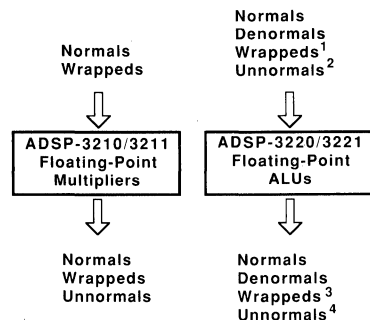 Normals
Wrappeds
ADSP-3210/3211
Floating-Point
Multipliers
Normals
Wrappeds
Unnormals
Normals
Denormals
Wrappeds¹
Unnormals²
ADSP-3220/3221
Floating-Point
ALUs
Normals
Denormals
Wrappeds³
Unnormals⁴